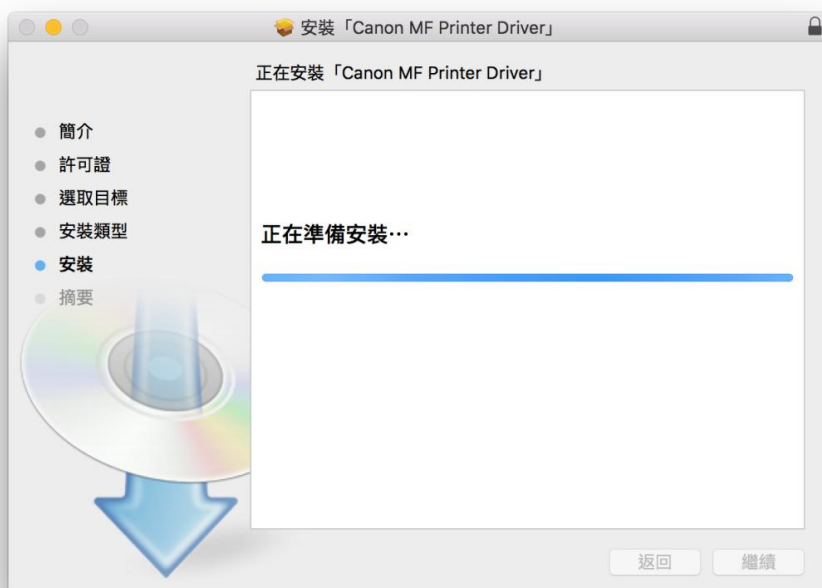 安裝「Canon MF Printer Driver」
正在安裝「Canon MF Printer Driver」
簡介
許可證
選取目標
安裝類型
安裝
摘要
正在準備安裝⋯
返回
繼續